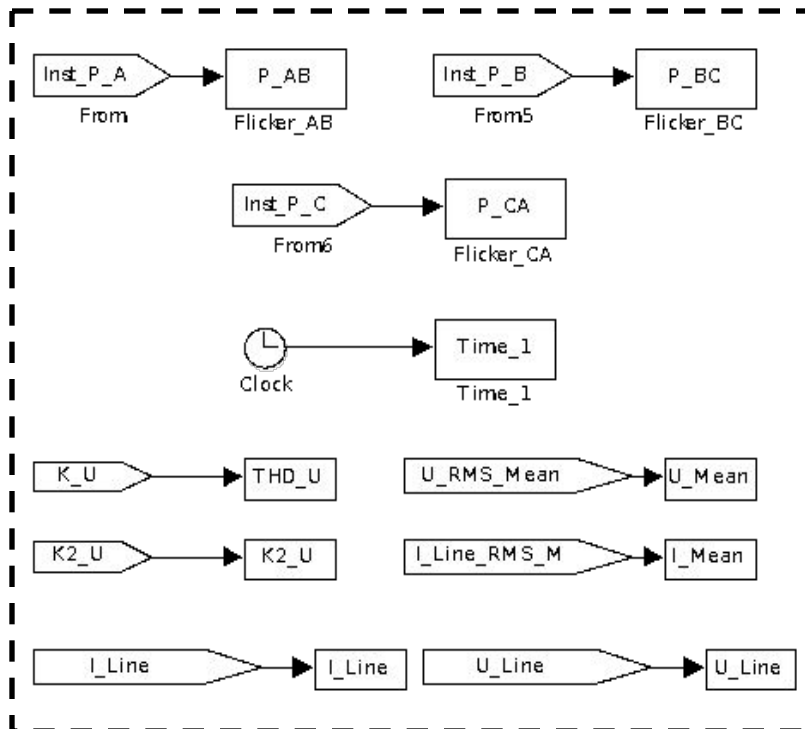 Inst_P_A P_AB Inst_P_B P_BC
From Flicker_AB From5 Flicker_BC
Inst_P_C P_CA
From6 Flicker_CA
Time_1
Clock Time_1
K_U THD_U U_RMS_Mean U_Mean
K2_U K2_U I_Line_RMS_M I_Mean
I_Line I_Line U_Line U_Line